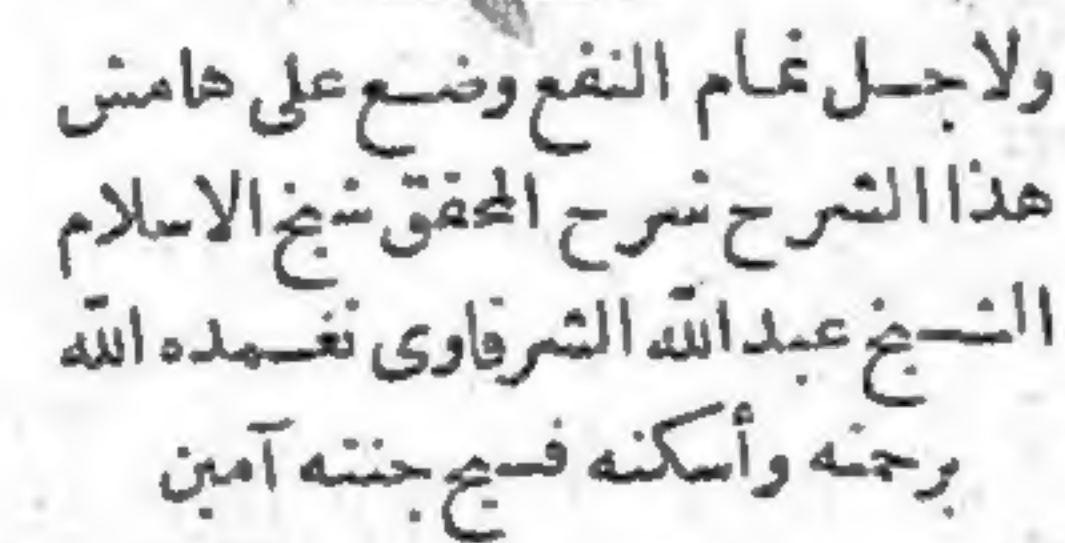 ولاجل تمام النفع وضع على هامش
هذا الشرح شرح المحقق شيخ الاسلام
الشيخ عبد الله الشرقاوى تغمده الله
برحمته وأسكنه فسيح جنته آمين